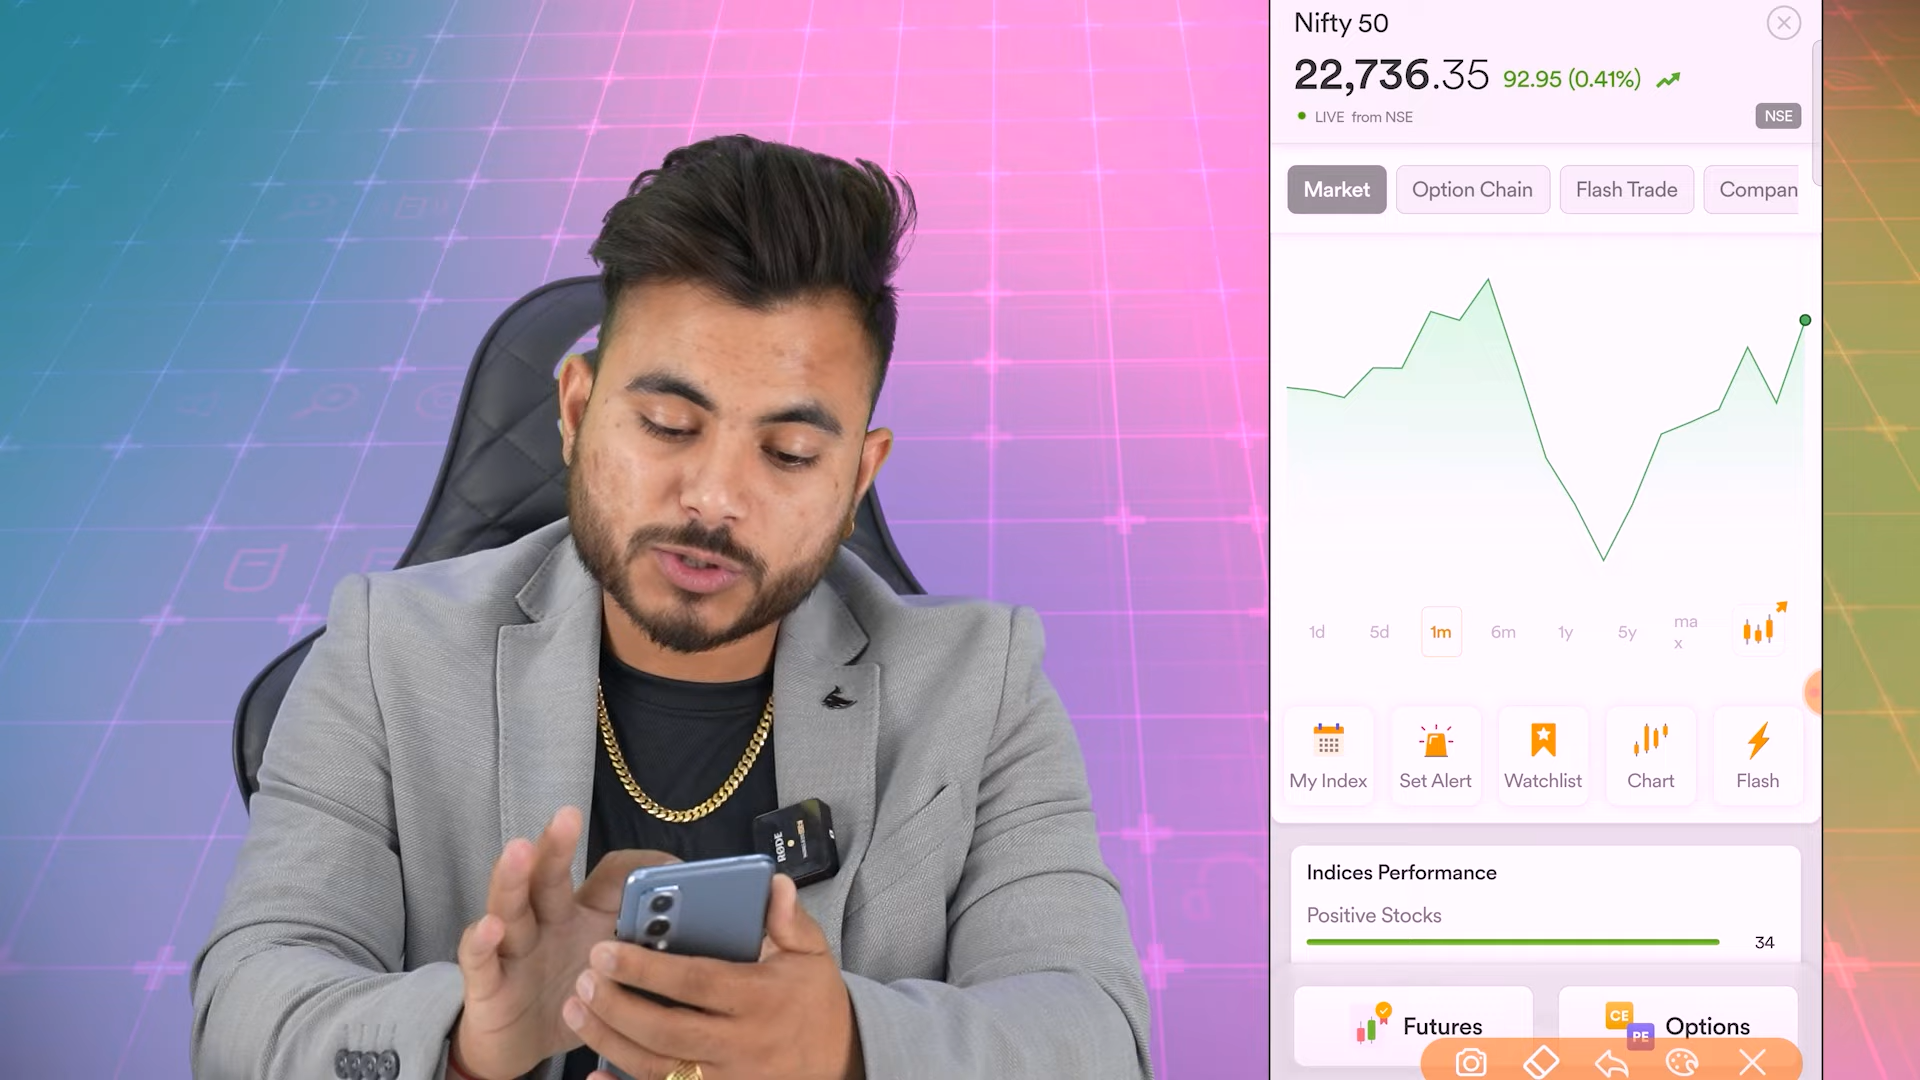 Nifty 50
22,736.35 92.95 (0.41%)
LIVE from NSE
NSE
Market Option Chain Flash Trade Compan
1d 5d 1m 6m 1y 5y ma
x
My Index Set Alert Watchlist Chart Flash
RØDE
Indices Performance
Positive Stocks
34
Futures CE PE Options